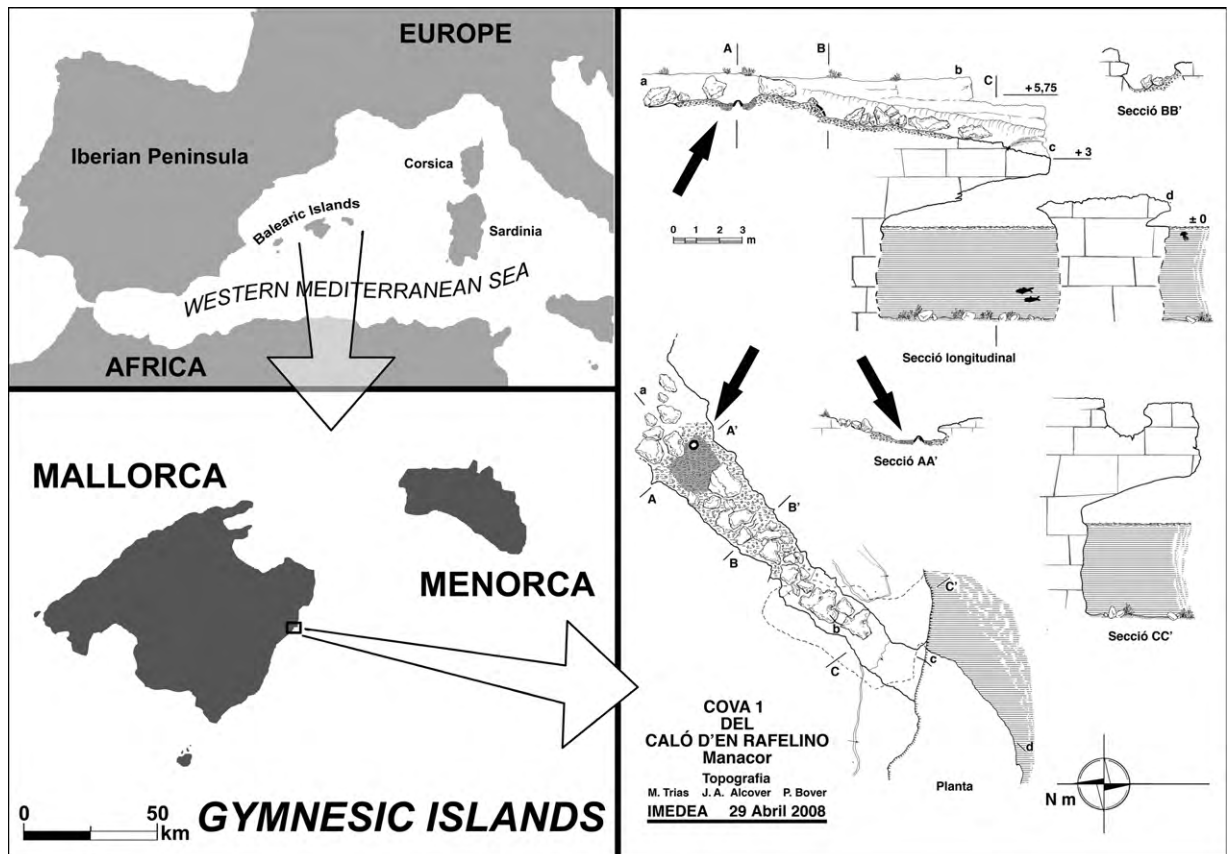 EUROPE
Iberian Peninsula
Corsica
Balearic Islands
Sardinia
WESTERN MEDITERRANEAN SEA
AFRICA
MALLORCA
MENORCA
0 50
km
GYMNESIC ISLANDS
A B
a b C
+5,75
Secció BB'
c + 3
d
± 0
0 1 2 3
m
Secció longitudinal
a
A'
Secció AA'
A
B'
B
C'
b
c
C
Secció CC'
d
COVA 1
DEL
CALÓ D'EN RAFELINO
Manacor
Topografia
M. Trias J. A. Alcover P. Bover
IMEDEA 29 Abril 2008
Planta
N m